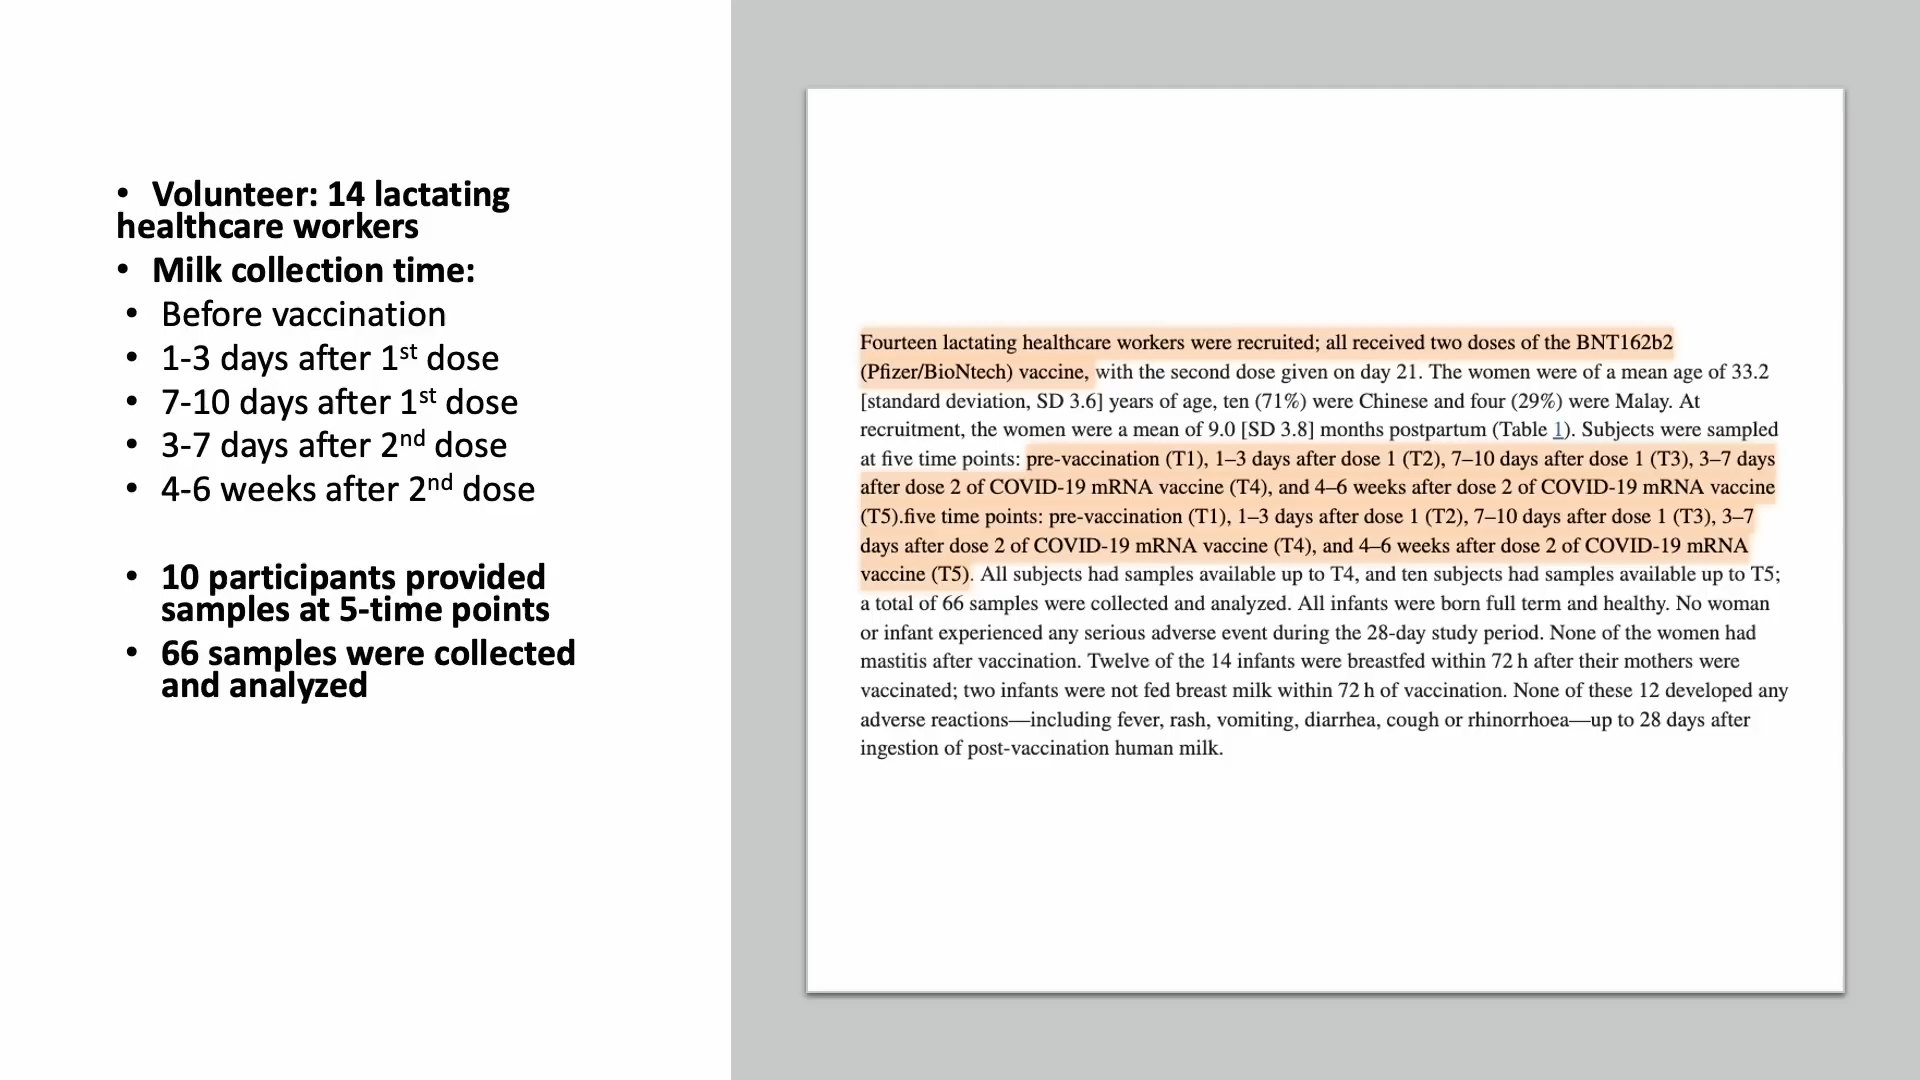 • Volunteer: 14 lactating
healthcare workers
• Milk collection time:
• Before vaccination
• 1-3 days after 1st dose
• 7-10 days after 1st dose
• 3-7 days after 2nd dose
• 4-6 weeks after 2nd dose
• 10 participants provided
samples at 5-time points
• 66 samples were collected
and analyzed
Fourteen lactating healthcare workers were recruited; all received two doses of the BNT162b2
(Pfizer/BioNtech) vaccine, with the second dose given on day 21. The women were of a mean age of 33.2
[standard deviation, SD 3.6] years of age, ten (71%) were Chinese and four (29%) were Malay. At
recruitment, the women were a mean of 9.0 [SD 3.8] months postpartum (Table 1). Subjects were sampled
at five time points: pre-vaccination (T1), 1–3 days after dose 1 (T2), 7–10 days after dose 1 (T3), 3–7 days
after dose 2 of COVID-19 mRNA vaccine (T4), and 4–6 weeks after dose 2 of COVID-19 mRNA vaccine
(T5).five time points: pre-vaccination (T1), 1–3 days after dose 1 (T2), 7–10 days after dose 1 (T3), 3–7
days after dose 2 of COVID-19 mRNA vaccine (T4), and 4–6 weeks after dose 2 of COVID-19 mRNA
vaccine (T5). All subjects had samples available up to T4, and ten subjects had samples available up to T5;
a total of 66 samples were collected and analyzed. All infants were born full term and healthy. No woman
or infant experienced any serious adverse event during the 28-day study period. None of the women had
mastitis after vaccination. Twelve of the 14 infants were breastfed within 72 h after their mothers were
vaccinated; two infants were not fed breast milk within 72 h of vaccination. None of these 12 developed any
adverse reactions—including fever, rash, vomiting, diarrhea, cough or rhinorrhoea—up to 28 days after
ingestion of post-vaccination human milk.